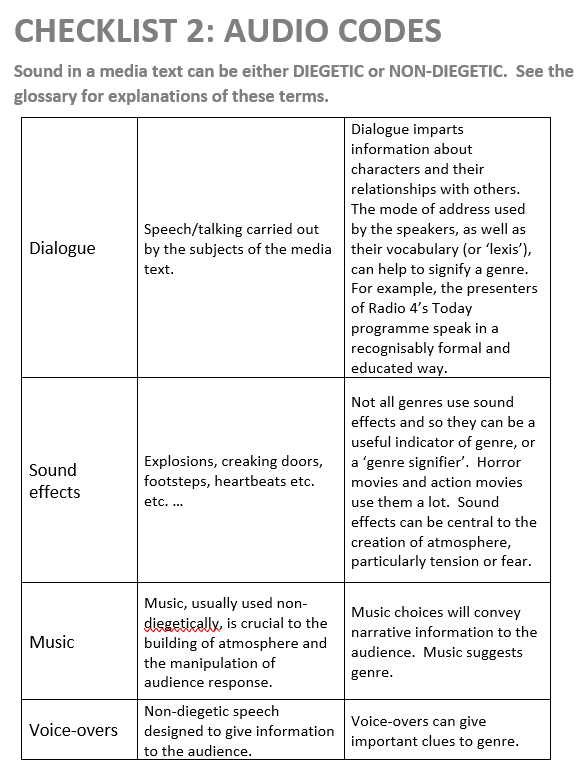 CHECKLIST 2: AUDIO CODES
Sound in a media text can be either DIEGETIC or NON-DIEGETIC.  See the
glossary for explanations of these terms.
Dialogue
Speech/talking carried out
by the subjects of the media
text.
Dialogue imparts
information about
characters and their
relationships with others.
The mode of address used
by the speakers, as well as
their vocabulary (or ‘lexis’),
can help to signify a genre.
For example, the presenters
of Radio 4’s Today
programme speak in a
recognisably formal and
educated way.
Sound
effects
Explosions, creaking doors,
footsteps, heartbeats etc.
etc. …
Not all genres use sound
effects and so they can be a
useful indicator of genre, or
a ‘genre signifier’.  Horror
movies and action movies
use them a lot.  Sound
effects can be central to the
creation of atmosphere,
particularly tension or fear.
Music
Music, usually used non-
diegetically, is crucial to the
building of atmosphere and
the manipulation of
audience response.
Music choices will convey
narrative information to the
audience.  Music suggests
genre.
Voice-overs
Non-diegetic speech
designed to give information
to the audience.
Voice-overs can give
important clues to genre.